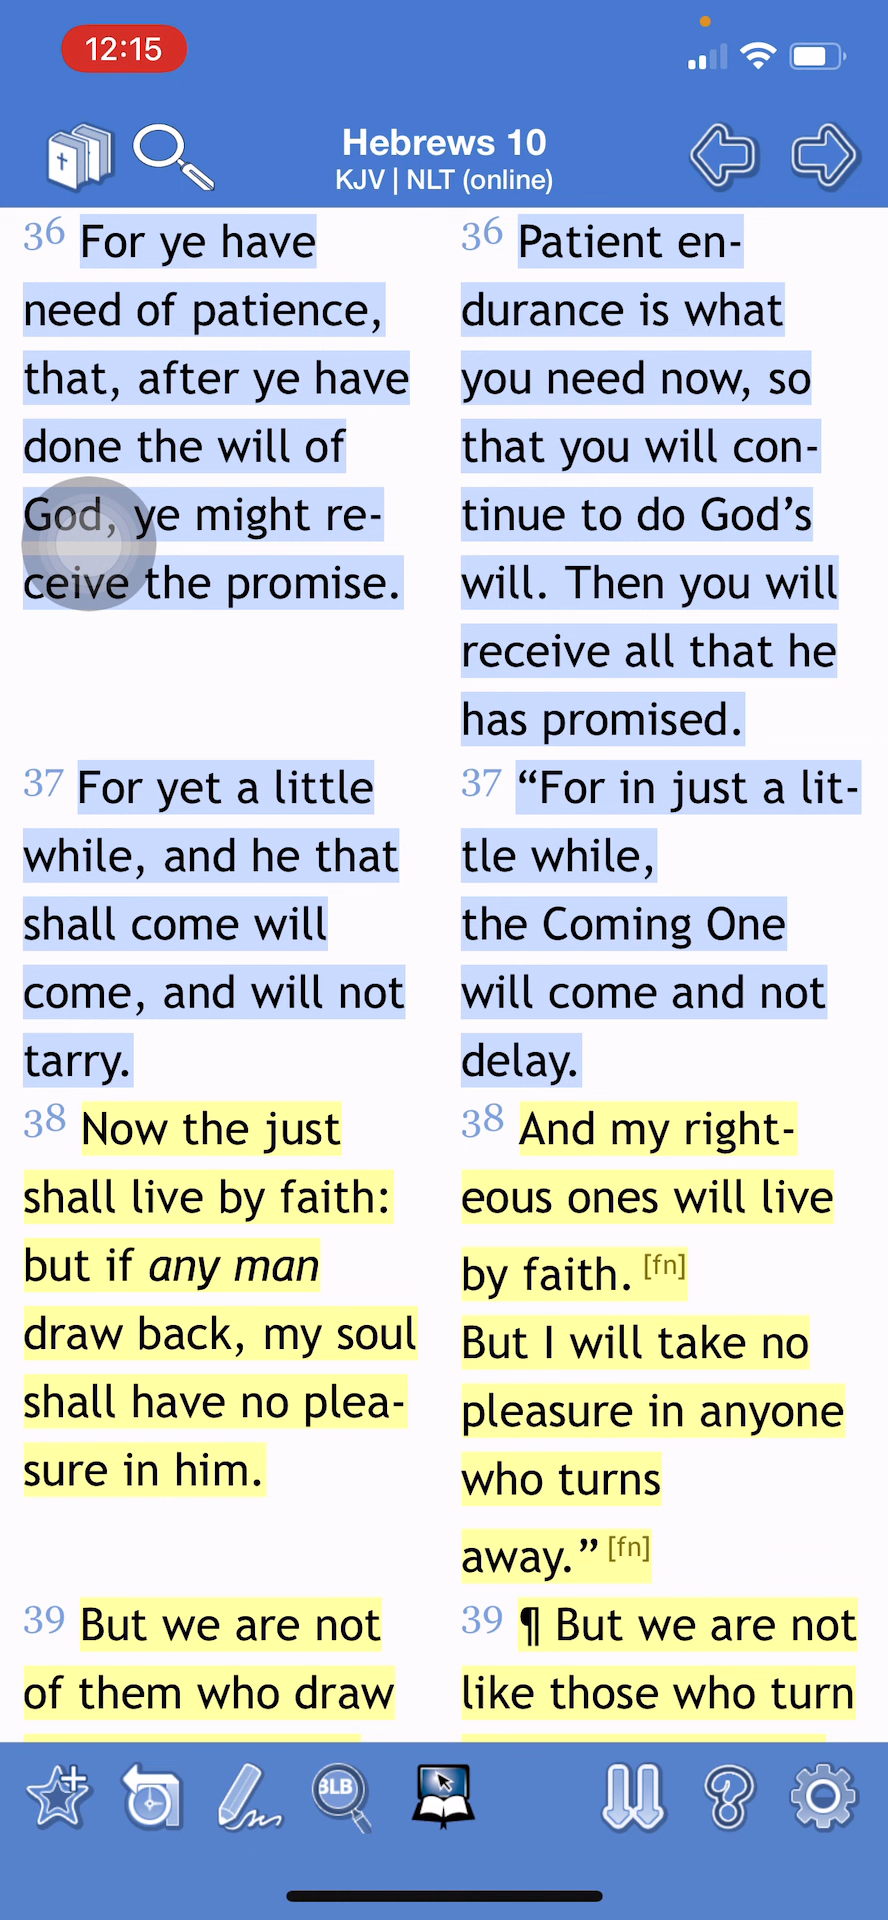 12:15
Hebrews 10
KJV | NLT (online)
36 For ye have
need of patience,
that, after ye have
done the will of
God, ye might re-
ceive the promise.
36 Patient en-
durance is what
you need now, so
that you will con-
tinue to do God’s
will. Then you will
receive all that he
has promised.
37 For yet a little
while, and he that
shall come will
come, and will not
tarry.
37 “For in just a lit-
tle while,
the Coming One
will come and not
delay.
38 Now the just
shall live by faith:
but if any man
draw back, my soul
shall have no plea-
sure in him.
38 And my right-
eous ones will live
by faith. [fn]
But I will take no
pleasure in anyone
who turns
away.” [fn]
39 But we are not
of them who draw
39 ¶ But we are not
like those who turn
BLB